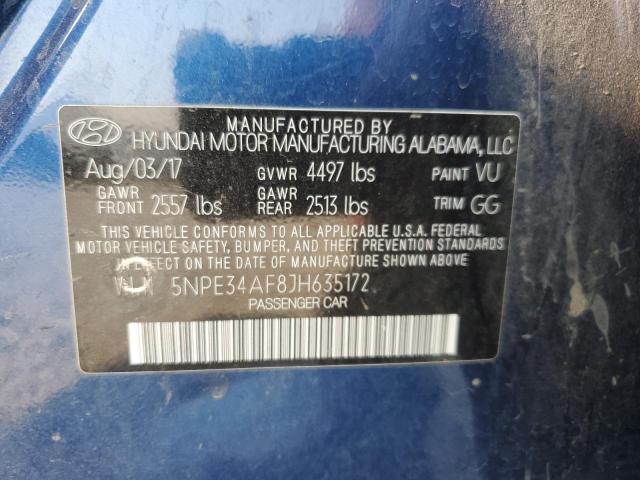 MANUFACTURED BY
HYUNDAI MOTOR MANUFACTURING ALABAMA, LLC
Aug/03/17 GVWR 4497 lbs PAINT VU
GAWR FRONT 2557 lbs GAWR REAR 2513 lbs TRIM GG
THIS VEHICLE CONFORMS TO ALL APPLICABLE U.S.A. FEDERAL
MOTOR VEHICLE SAFETY, BUMPER, AND THEFT PREVENTION STANDARDS
IN EFFECT ON THE DATE OF MANUFACTURE SHOWN ABOVE.
5NPE34AF8JH635172
PASSENGER CAR